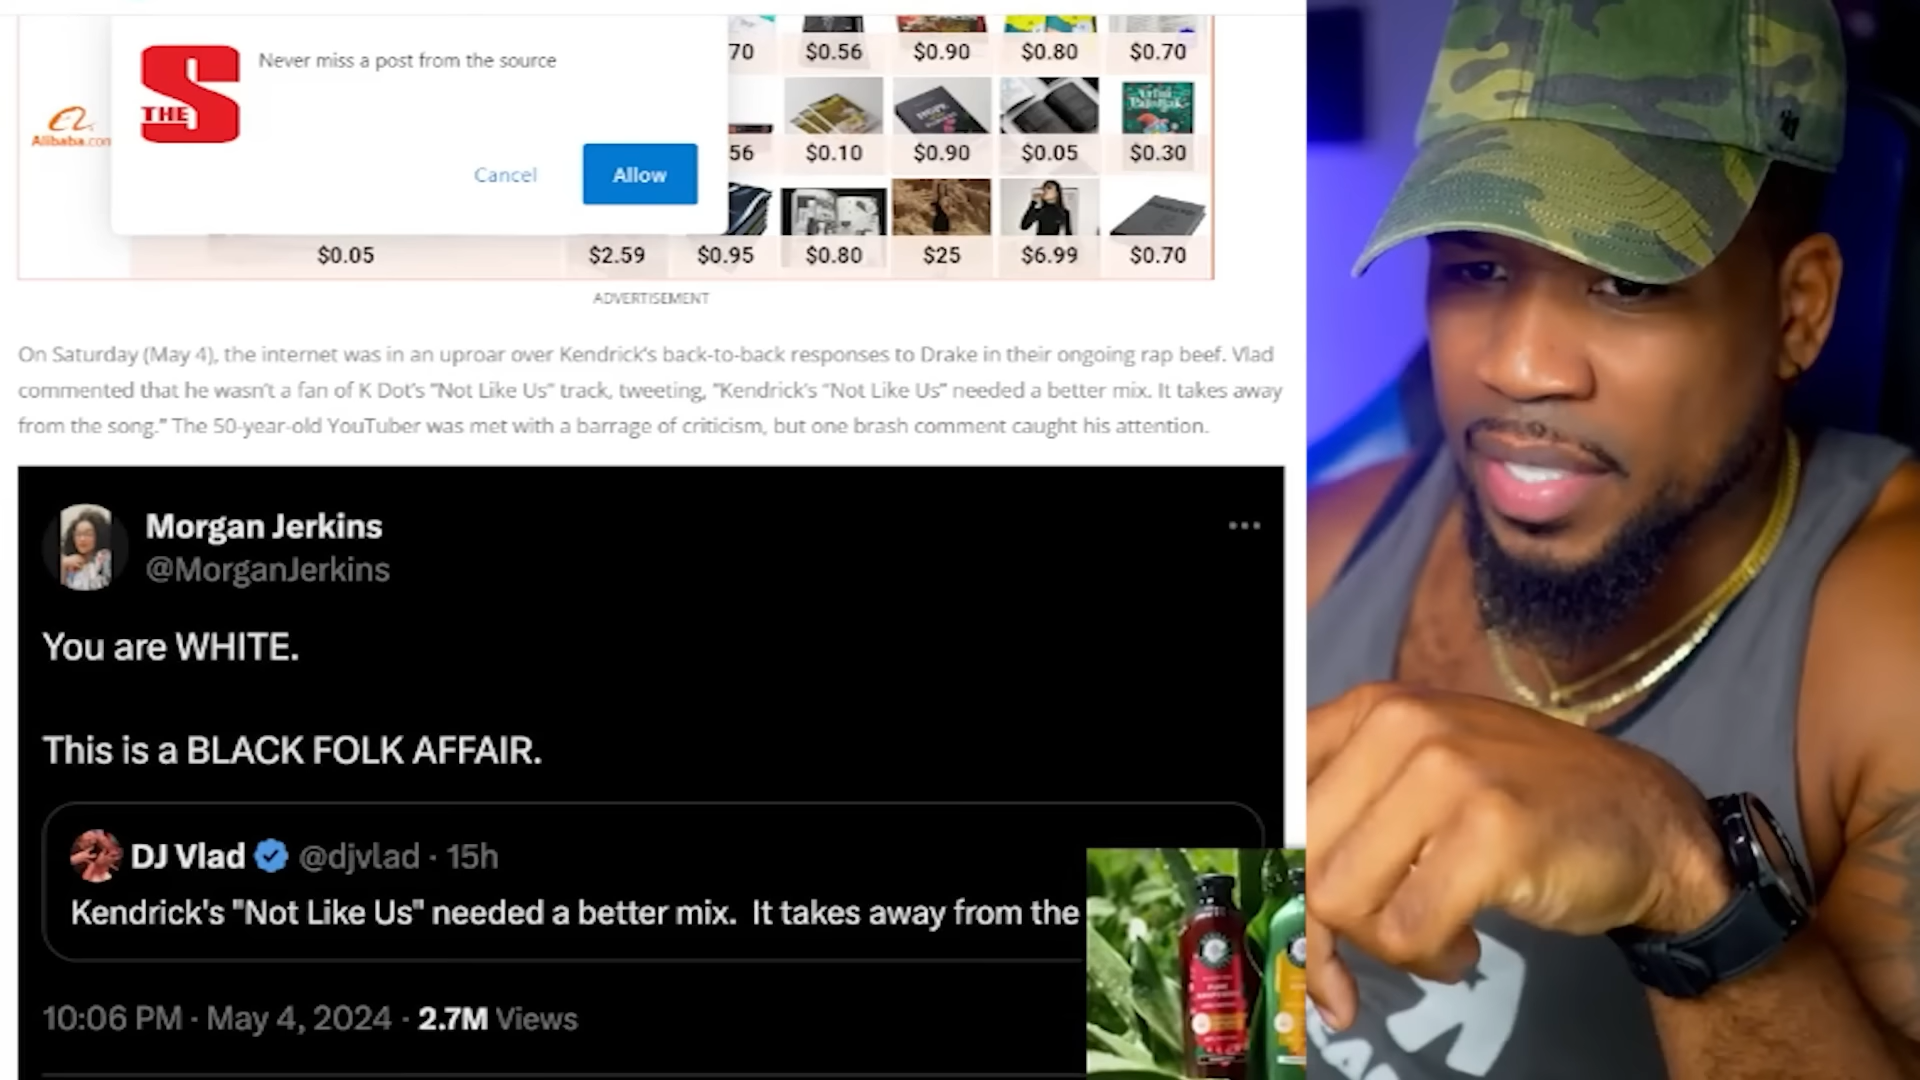 THE S
Never miss a post from the source
Cancel
Allow
Alibaba.com
70 $0.56 $0.90 $0.80 $0.70
56 $0.10 $0.90 $0.05 $0.30
$0.05 $2.59 $0.95 $0.80 $25 $6.99 $0.70
ADVERTISEMENT
On Saturday (May 4), the internet was in an uproar over Kendrick's back-to-back responses to Drake in their ongoing rap beef. Vlad
commented that he wasn't a fan of K Dot's "Not Like Us" track, tweeting, "Kendrick's "Not Like Us" needed a better mix. It takes away
from the song." The 50-year-old YouTuber was met with a barrage of criticism, but one brash comment caught his attention.
Morgan Jerkins
@MorganJerkins
You are WHITE.
This is a BLACK FOLK AFFAIR.
DJ Vlad @djvlad · 15h
Kendrick's "Not Like Us" needed a better mix. It takes away from the
10:06 PM · May 4, 2024 · 2.7M Views